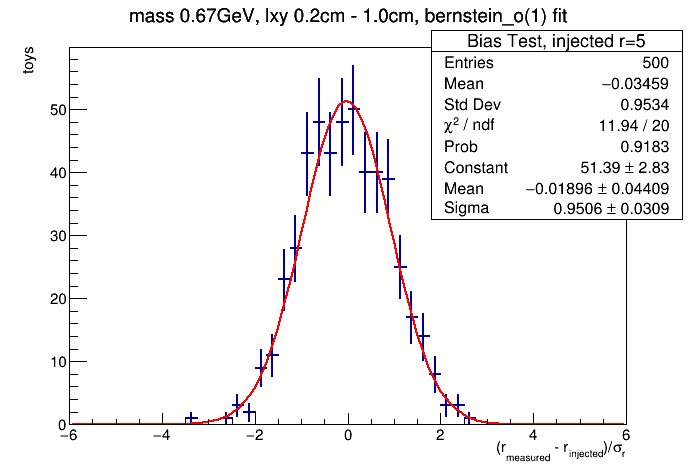 mass 0.67GeV, lxy 0.2cm - 1.0cm, bernstein_o(1) fit
toys
Bias Test, injected r=5
Entries 500
Mean −0.03459
Std Dev 0.9534
χ² / ndf 11.94 / 20
Prob 0.9183
Constant 51.39 ± 2.83
Mean −0.01896 ± 0.04409
Sigma 0.9506 ± 0.0309
50
40
30
20
10
0
−6 −4 −2 0 2 4 6
(r_measured - r_injected)/σ_r